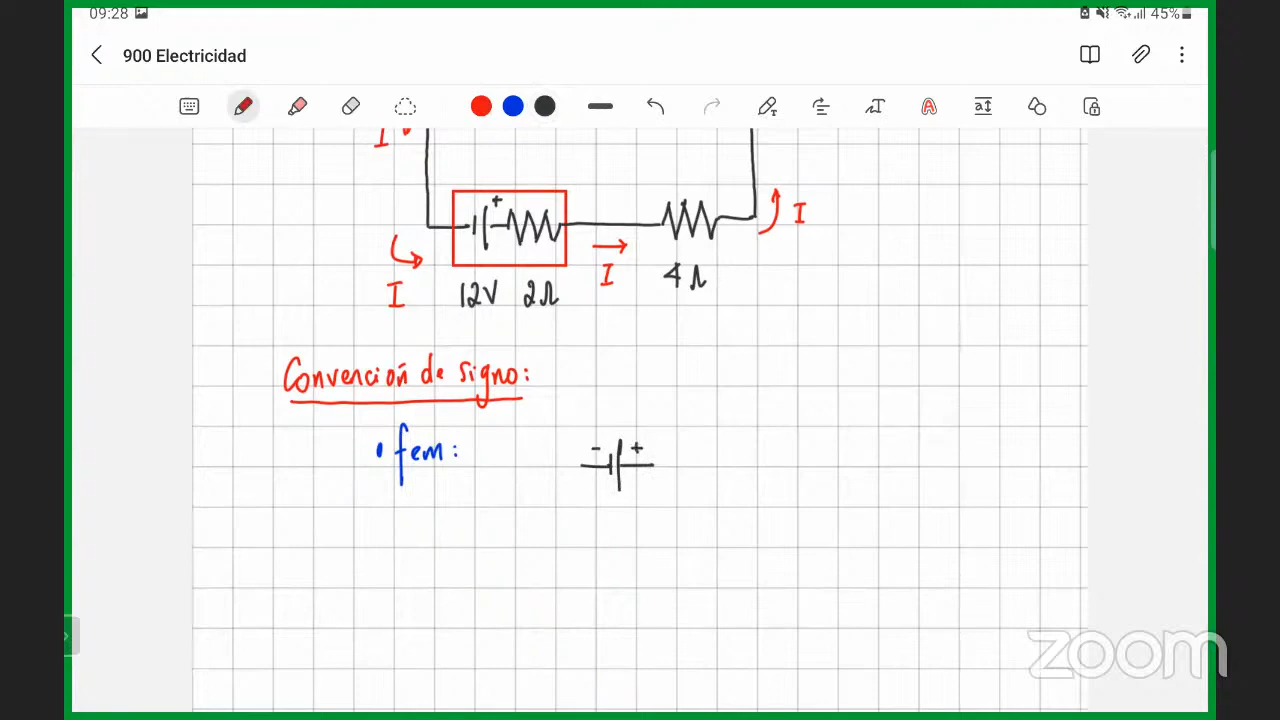 09:28 45%
900 Electricidad
I
+
I
I
I
12V 2Ω
4Ω
Convención de signo:
• fem:
- +
zoom